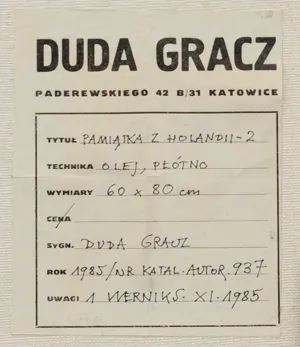 DUDA GRACZ
PADEREWSKIEGO 42 B/31 KATOWICE
TYTUŁ PAMIĄTKA Z HOLANDII-2
TECHNIKA OLEJ, PŁÓTNO
WYMIARY 60 x 80 cm
CENA
SYGN. DUDA GRACZ
ROK 1985/NR KATAL. AUTOR. 937
UWAGI 1 WERNIKS. XI. 1985